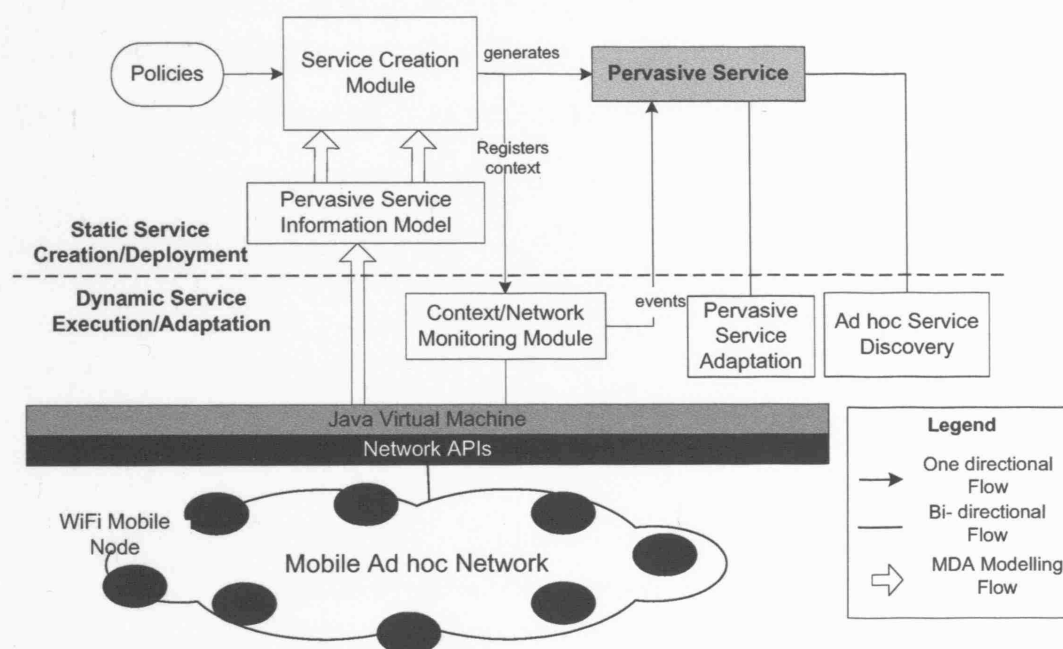 Policies
Service Creation
Module
generates
Pervasive Service
Registers
context
Pervasive Service
Information Model
Static Service
Creation/Deployment
Dynamic Service
Execution/Adaptation
Context/Network
Monitoring Module
events
Pervasive
Service
Adaptation
Ad hoc Service
Discovery
Java Virtual Machine
Network APIs
WiFi Mobile
Node
Mobile Ad hoc Network
Legend
One directional
Flow
Bi- directional
Flow
MDA Modelling
Flow